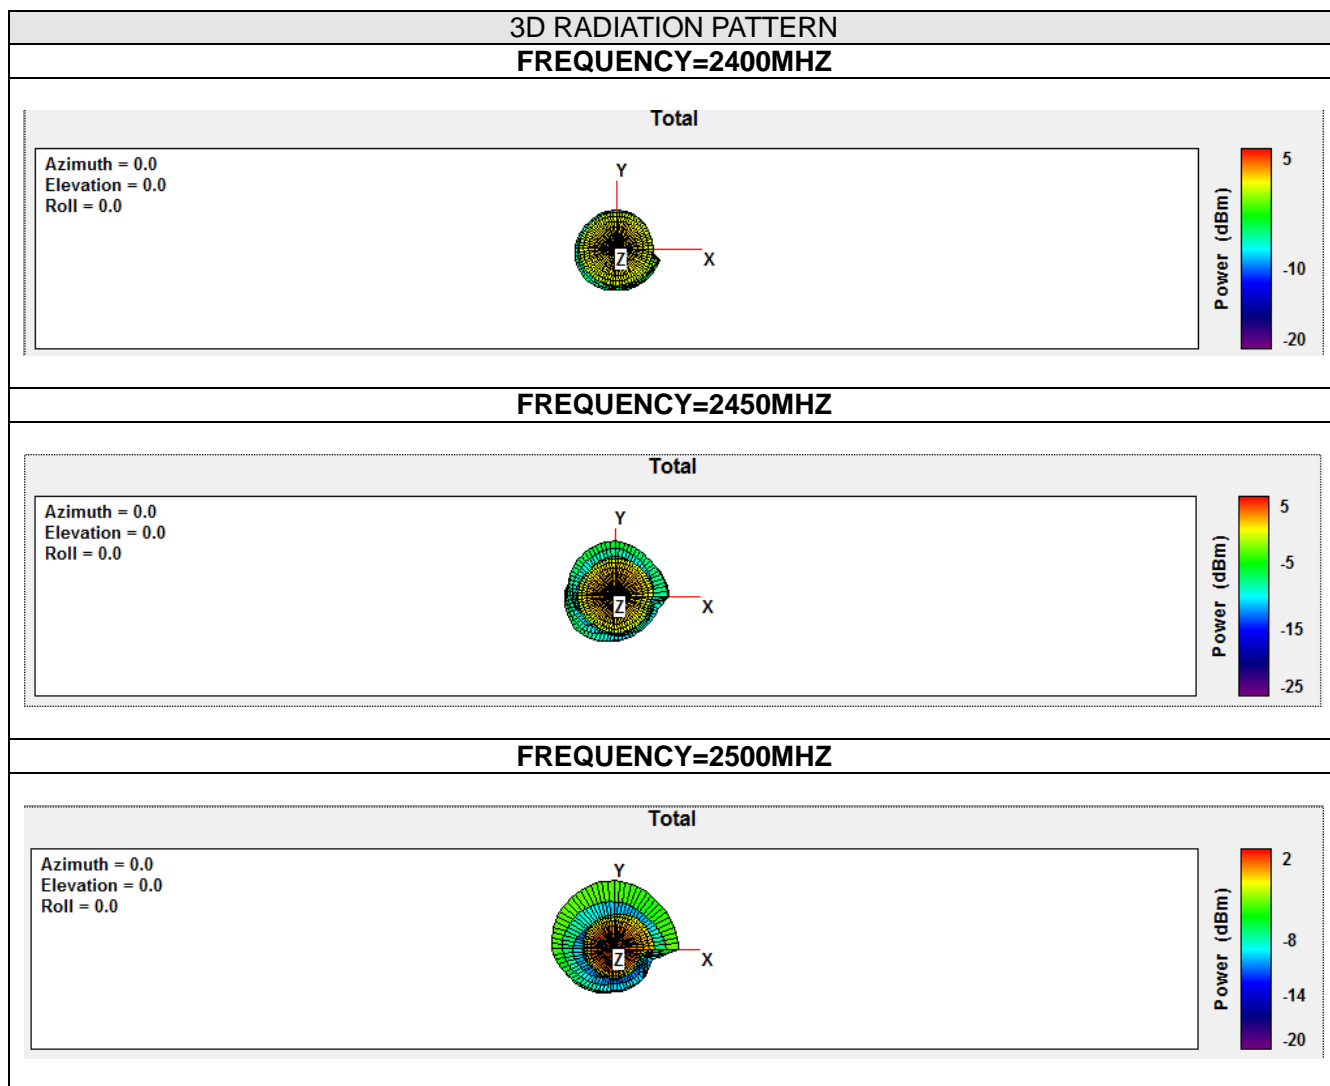 3D RADIATION PATTERN
FREQUENCY=2400MHZ
Total
Azimuth = 0.0
Elevation = 0.0
Roll = 0.0
Y
Z
X
Power (dBm)
5
-10
-20
FREQUENCY=2450MHZ
Total
Azimuth = 0.0
Elevation = 0.0
Roll = 0.0
Y
Z
X
Power (dBm)
5
-5
-15
-25
FREQUENCY=2500MHZ
Total
Azimuth = 0.0
Elevation = 0.0
Roll = 0.0
Y
Z
X
Power (dBm)
2
-8
-14
-20